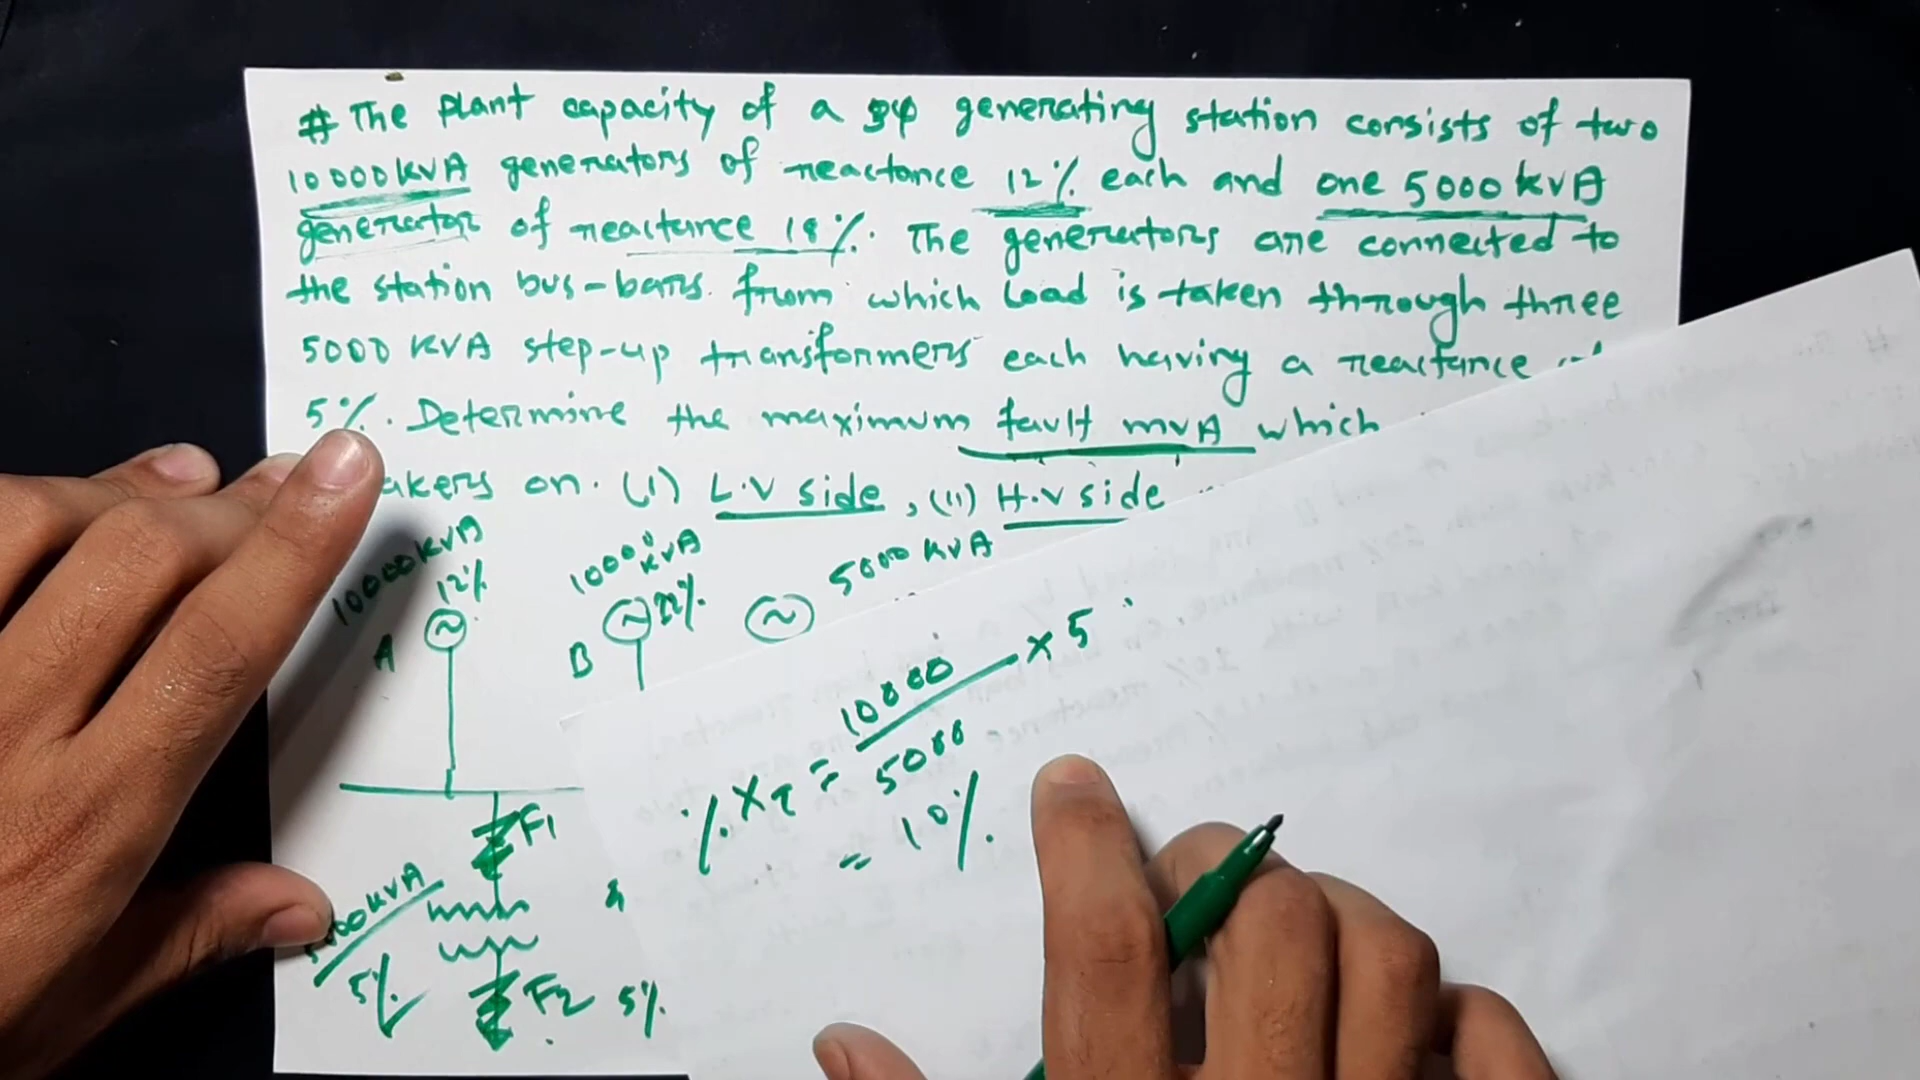 # The plant capacity of a 3φ generating station consists of two
10000 KVA generators of reactance 12% each and one 5000 KVA
generator of reactance 18%. The generators are connected to
the station bus-bars. from which load is taken through three
5000 KVA step-up transformers each having a reactance
5%. Determine the maximum fault MVA which
akers on. (i) L.V side, (ii) H.V side
10000 KVA
12%
A
10000 KVA
12%
B
5000 KVA
F1
5000 KVA
5%
F2
5%
10000 × 5
5000
%XT =
= 10%